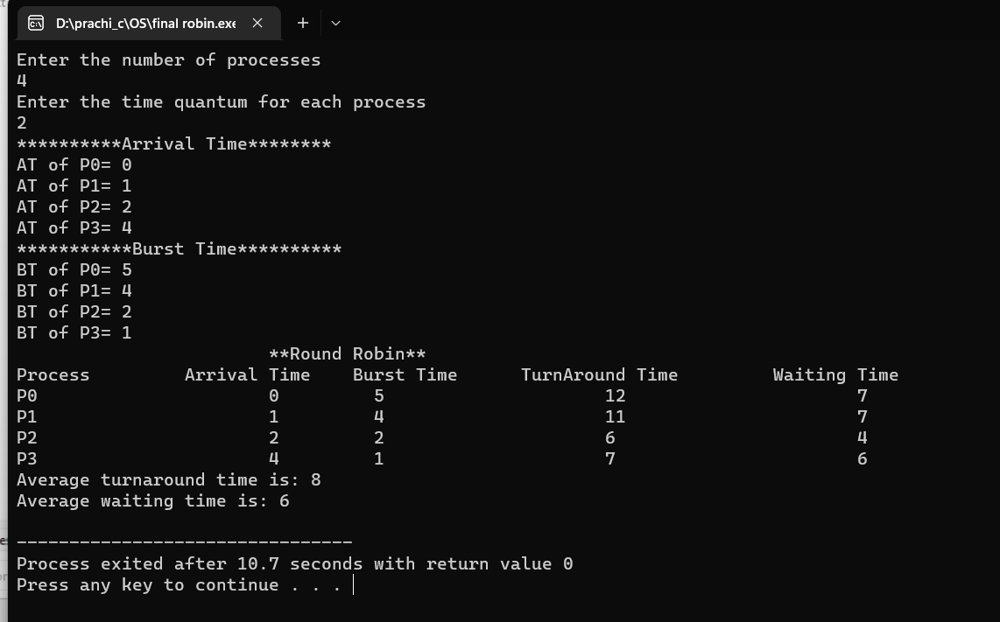 D:\prachi_c\OS\final robin.exe
Enter the number of processes
4
Enter the time quantum for each process
2
**********Arrival Time********
AT of P0= 0
AT of P1= 1
AT of P2= 2
AT of P3= 4
***********Burst Time**********
BT of P0= 5
BT of P1= 4
BT of P2= 2
BT of P3= 1
**Round Robin**
Process Arrival Time Burst Time TurnAround Time Waiting Time
P0 0 5 12 7
P1 1 4 11 7
P2 2 2 6 4
P3 4 1 7 6
Average turnaround time is: 8
Average waiting time is: 6
--------------------------------
Process exited after 10.7 seconds with return value 0
Press any key to continue . . .